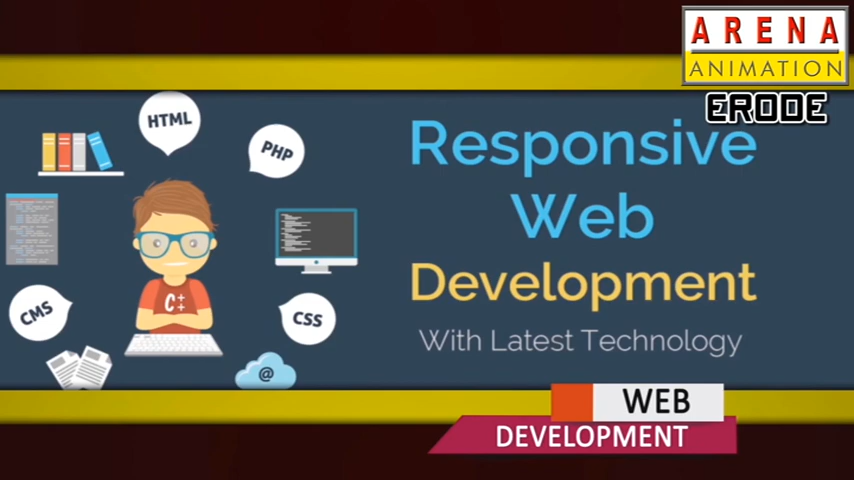 ARENA
ANIMATION
ERODE
HTML
PHP
CMS
CSS
C++
@
Responsive
Web
Development
With Latest Technology
WEB
DEVELOPMENT